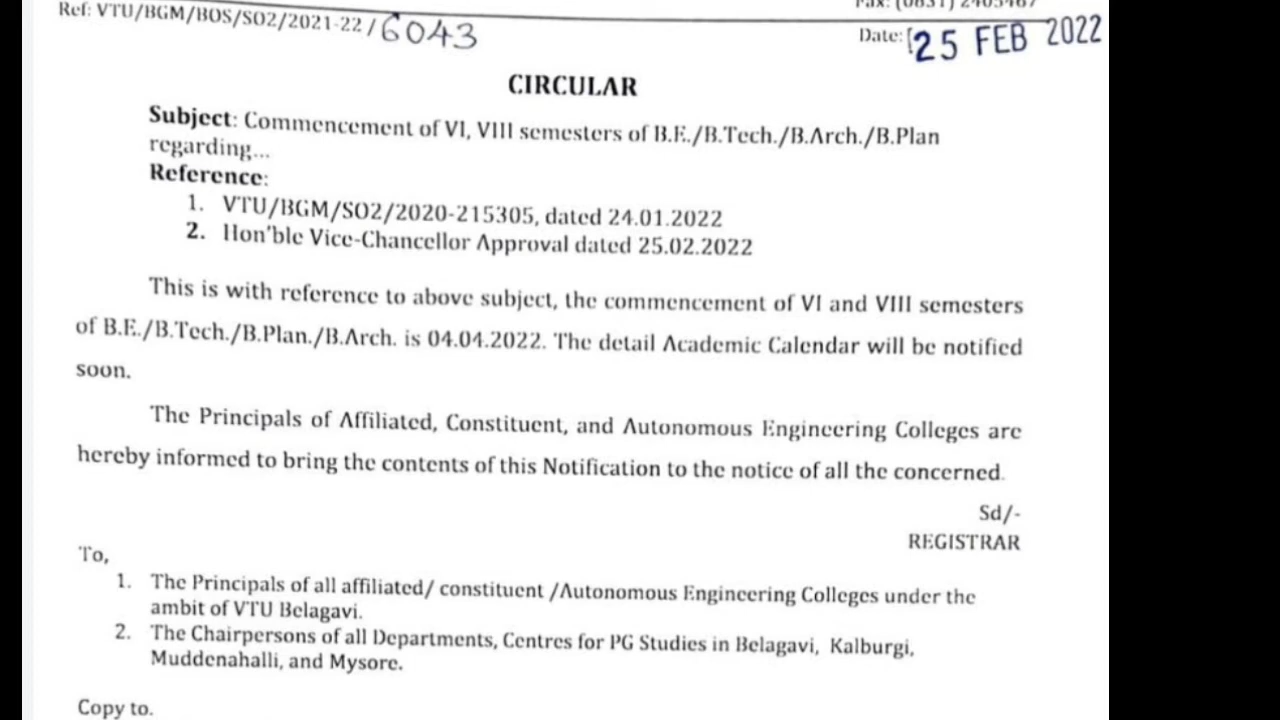 Ref: VTU/BGM/BOS/SO2/2021-22/6043
Fax: (0831) 2405467
Date: 25 FEB 2022
CIRCULAR
Subject: Commencement of VI, VIII semesters of B.E./B.Tech./B.Arch./B.Plan
regarding...
Reference:
1. VTU/BGM/SO2/2020-215305, dated 24.01.2022
2. Hon'ble Vice-Chancellor Approval dated 25.02.2022
This is with reference to above subject, the commencement of VI and VIII semesters
of B.E./B.Tech./B.Plan./B.Arch. is 04.04.2022. The detail Academic Calendar will be notified
soon.
The Principals of Affiliated, Constituent, and Autonomous Engineering Colleges are
hereby informed to bring the contents of this Notification to the notice of all the concerned.
Sd/-
REGISTRAR
To,
1. The Principals of all affiliated/ constituent /Autonomous Engineering Colleges under the
ambit of VTU Belagavi.
2. The Chairpersons of all Departments, Centres for PG Studies in Belagavi, Kalburgi,
Muddenahalli, and Mysore.
Copy to.